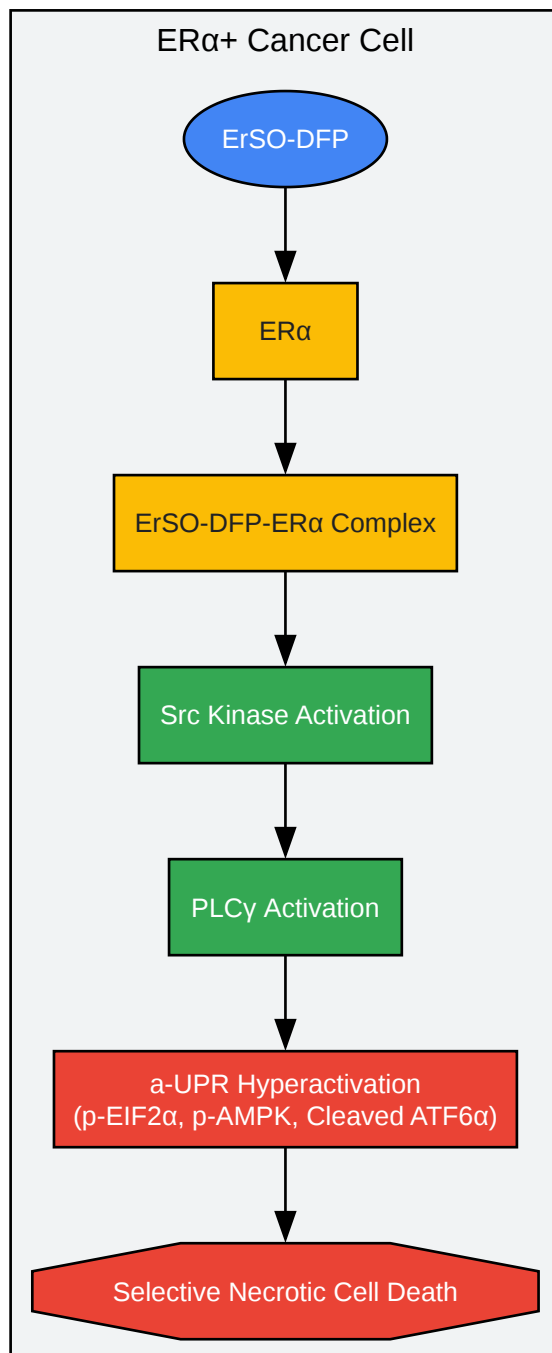 ERα+ Cancer Cell
ErSO-DFP
ERα
ErSO-DFP-ERα Complex
Src Kinase Activation
PLCγ Activation
a-UPR Hyperactivation
(p-EIF2α, p-AMPK, Cleaved ATF6α)
Selective Necrotic Cell Death